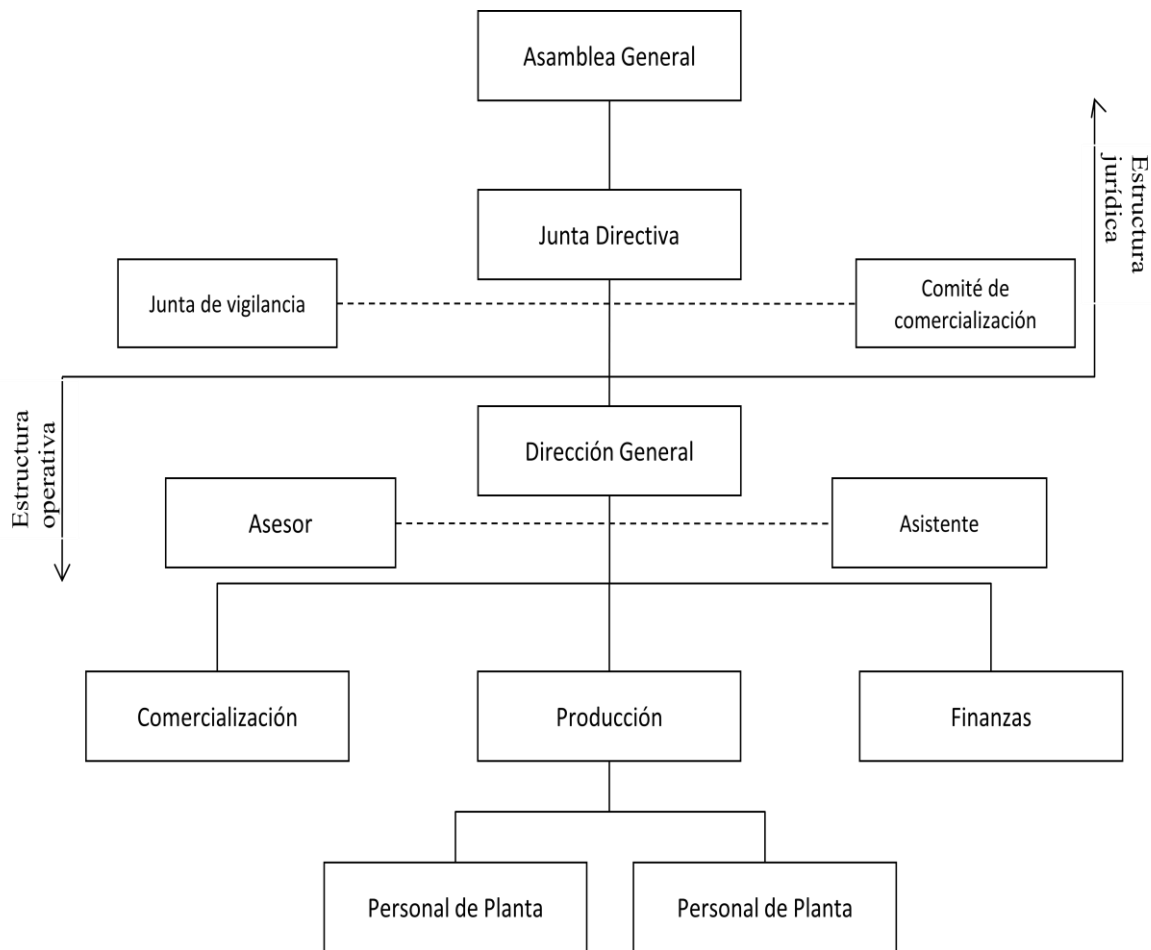 Asamblea General
Estructura
jurídica
Junta Directiva
Junta de vigilancia
Comité de
comercialización
Estructura
operativa
Dirección General
Asesor
Asistente
Comercialización
Producción
Finanzas
Personal de Planta
Personal de Planta